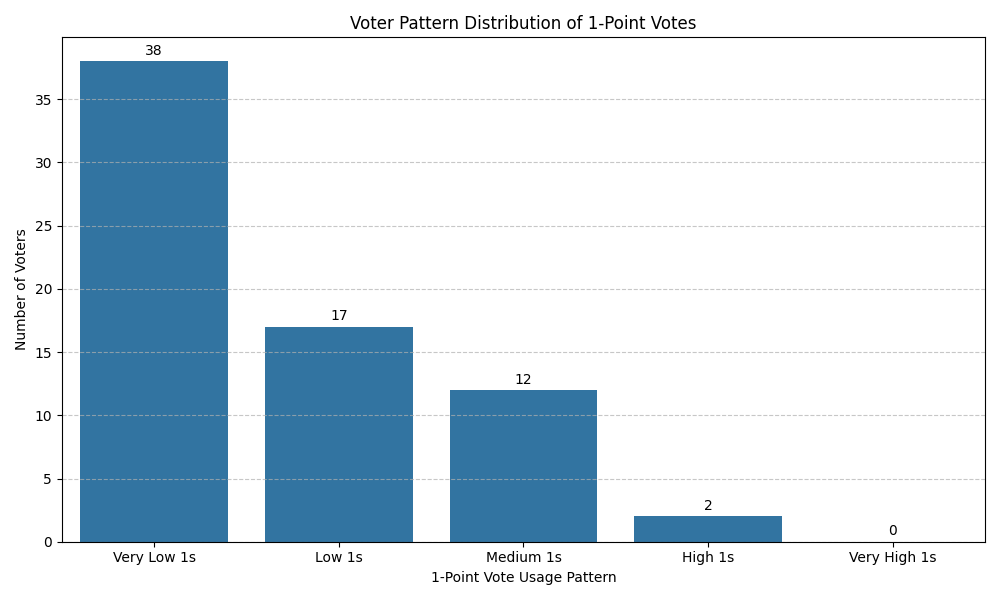 Voter Pattern Distribution of 1-Point Votes
Number of Voters
35
30
25
20
15
10
5
0
38
17
12
2
0
Very Low 1s
Low 1s
Medium 1s
High 1s
Very High 1s
1-Point Vote Usage Pattern